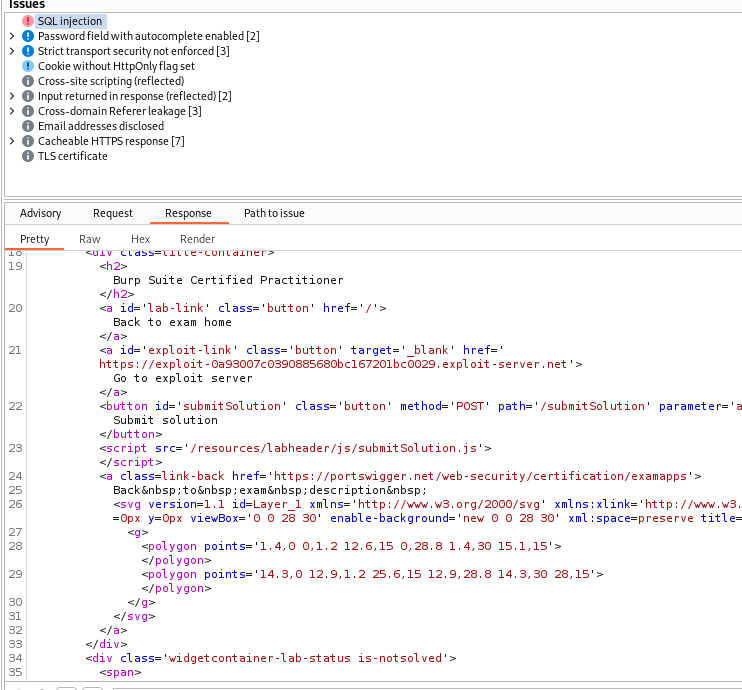 Issues
SQL injection
Password field with autocomplete enabled [2]
Strict transport security not enforced [3]
Cookie without HttpOnly flag set
Cross-site scripting (reflected)
Input returned in response (reflected) [2]
Cross-domain Referer leakage [3]
Email addresses disclosed
Cacheable HTTPS response [7]
TLS certificate
Advisory Request Response Path to issue
Pretty Raw Hex Render
18 <div class=title-container>
19 <h2>
Burp Suite Certified Practitioner
</h2>
20 <a id='lab-link' class='button' href='/'>
Back to exam home
</a>
21 <a id='exploit-link' class='button' target='_blank' href='
https://exploit-0a93007c0390885680bc167201bc0029.exploit-server.net'>
Go to exploit server
</a>
22 <button id='submitSolution' class='button' method='POST' path='/submitSolution' parameter='a
Submit solution
</button>
23 <script src='/resources/labheader/js/submitSolution.js'>
</script>
24 <a class=link-back href='https://portswigger.net/web-security/certification/examapps'>
25 Back&nbsp;to&nbsp;exam&nbsp;description&nbsp;
26 <svg version=1.1 id=Layer_1 xmlns='http://www.w3.org/2000/svg' xmlns:xlink='http://www.w3.
=0px y=0px viewBox='0 0 28 30' enable-background='new 0 0 28 30' xml:space=preserve title=
27 <g>
28 <polygon points='1.4,0 0,1.2 12.6,15 0,28.8 1.4,30 15.1,15'>
</polygon>
29 <polygon points='14.3,0 12.9,1.2 25.6,15 12.9,28.8 14.3,30 28,15'>
</polygon>
30 </g>
31 </svg>
32 </a>
33 </div>
34 <div class='widgetcontainer-lab-status is-notsolved'>
35 <span>